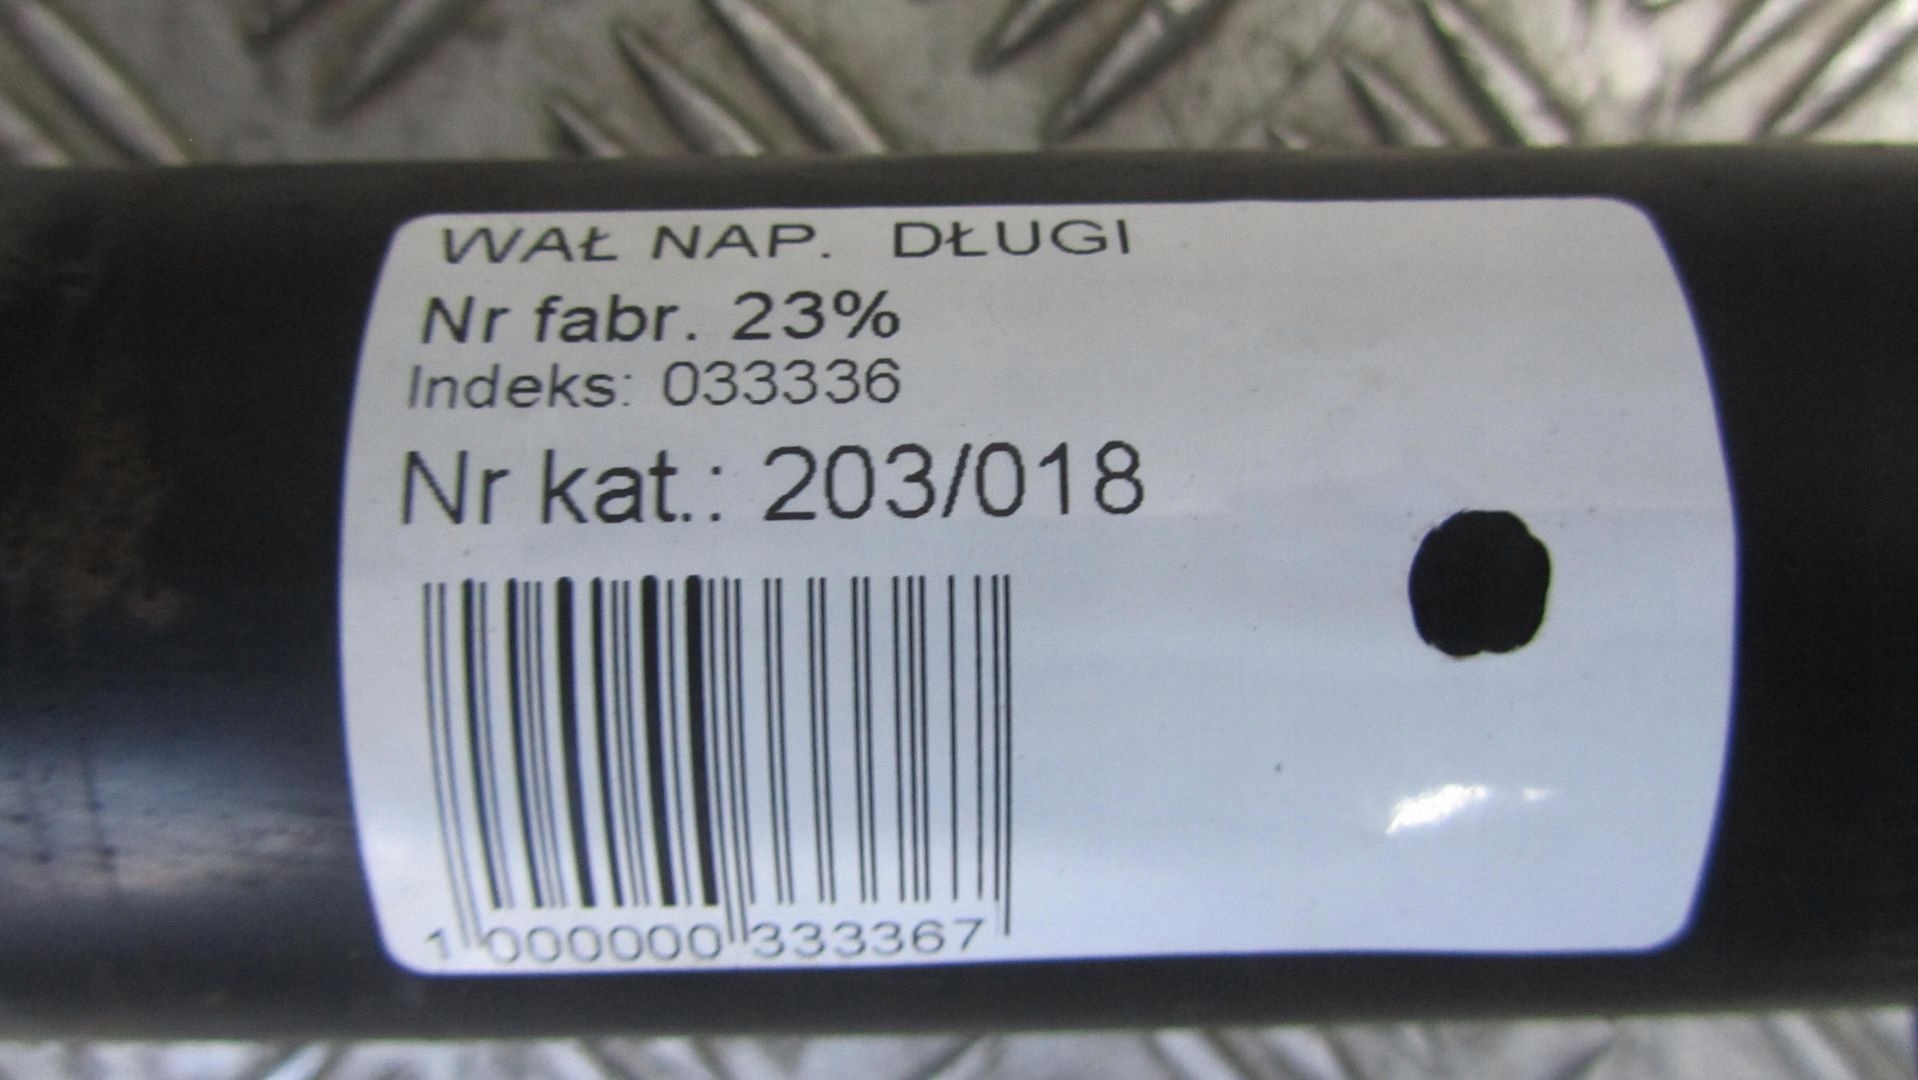 WAŁ NAP. DŁUGI
Nr fabr. 23%
Indeks: 033336
Nr kat.: 203/018
1 000000 333367